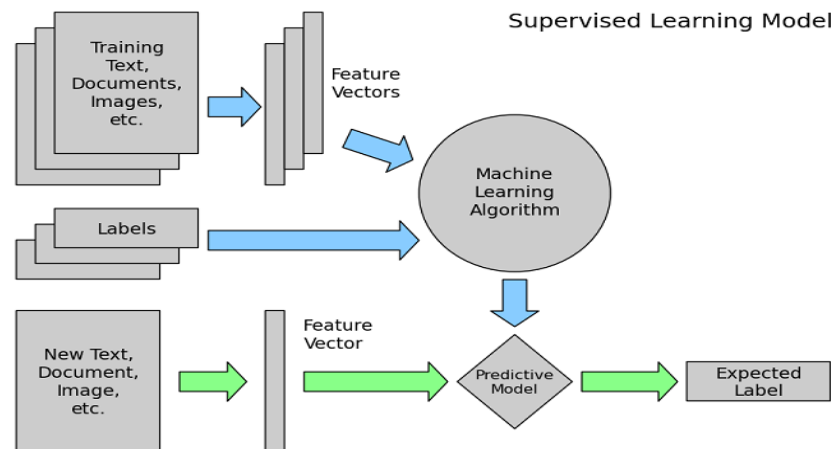 Supervised Learning Model
Training
Text,
Documents,
Images,
etc.
Feature
Vectors
Machine
Learning
Algorithm
Labels
New Text,
Document,
Image,
etc.
Feature
Vector
Predictive
Model
Expected
Label